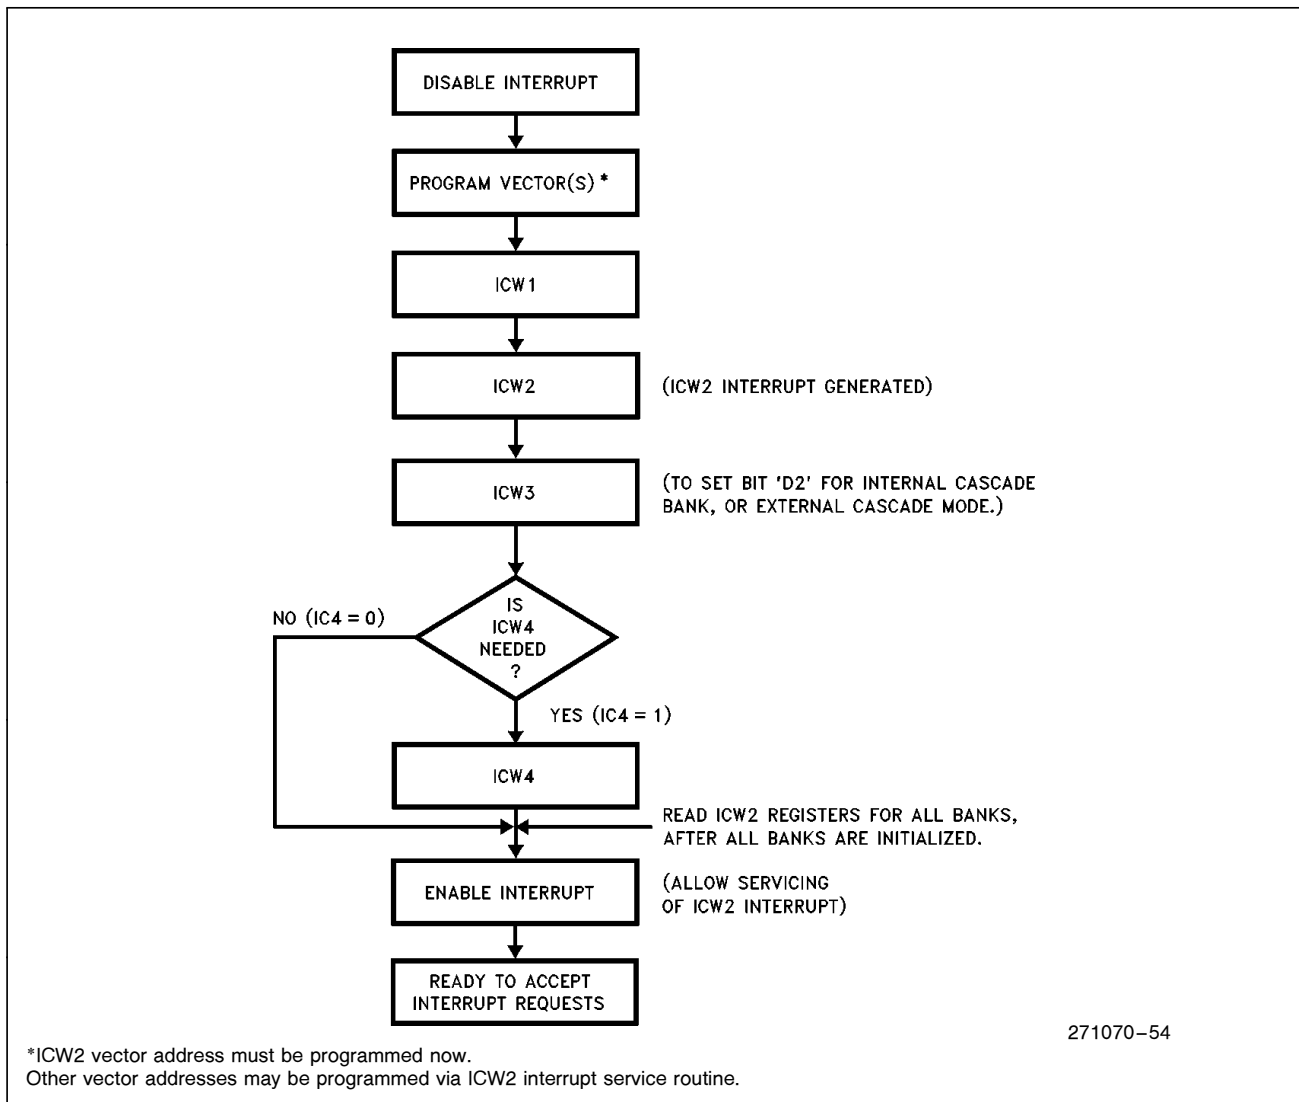 DISABLE INTERRUPT
PROGRAM VECTOR(S)*
ICW1
ICW2
(ICW2 INTERRUPT GENERATED)
ICW3
(TO SET BIT 'D2' FOR INTERNAL CASCADE
BANK, OR EXTERNAL CASCADE MODE.)
IS
ICW4
NEEDED
?
NO (IC4 = 0)
YES (IC4 = 1)
ICW4
READ ICW2 REGISTERS FOR ALL BANKS,
AFTER ALL BANKS ARE INITIALIZED.
ENABLE INTERRUPT
(ALLOW SERVICING
OF ICW2 INTERRUPT)
READY TO ACCEPT
INTERRUPT REQUESTS
271070–54
*ICW2 vector address must be programmed now.
Other vector addresses may be programmed via ICW2 interrupt service routine.